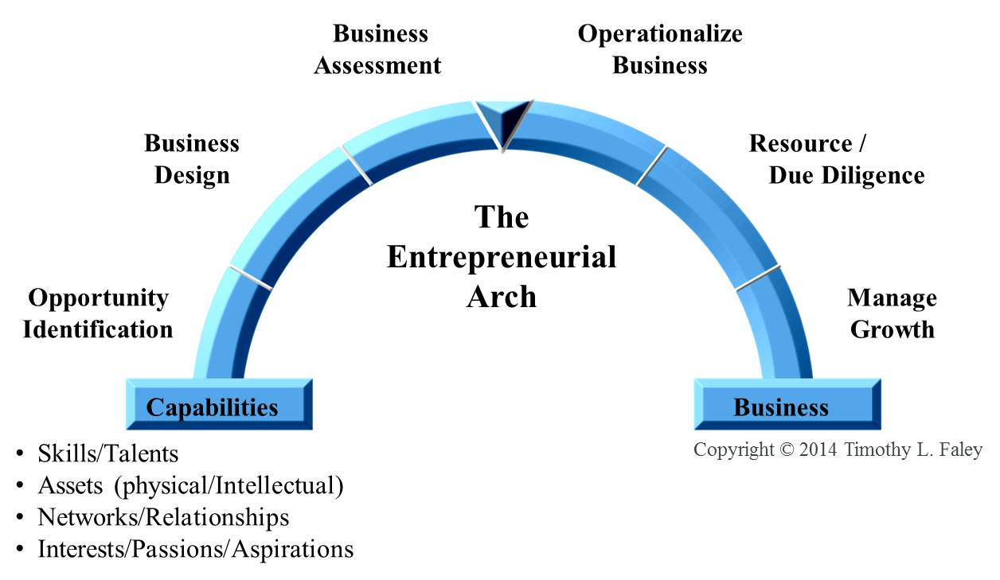 Business
Assessment
Operationalize
Business
Business
Design
Resource /
Due Diligence
The
Entrepreneurial
Arch
Opportunity
Identification
Manage
Growth
Capabilities
Business
• Skills/Talents
• Assets (physical/Intellectual)
• Networks/Relationships
• Interests/Passions/Aspirations
Copyright © 2014 Timothy L. Faley